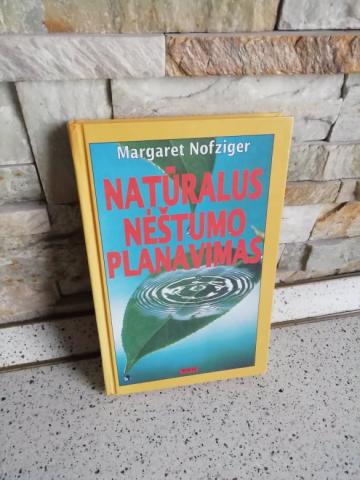 Margaret Nofziger
NATŪRALUS
NĖŠTUMO
PLANAVIMAS